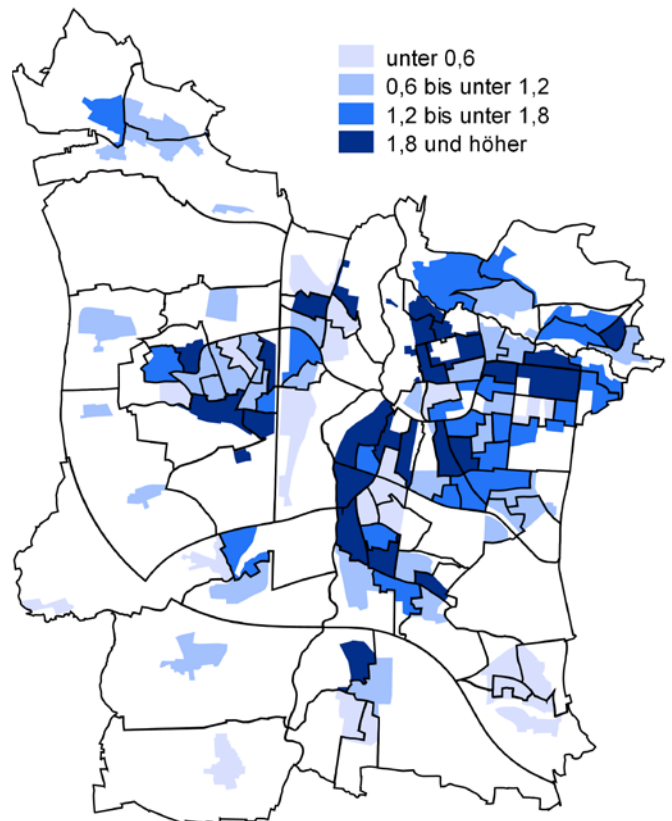 unter 0,6
0,6 bis unter 1,2
1,2 bis unter 1,8
1,8 und höher